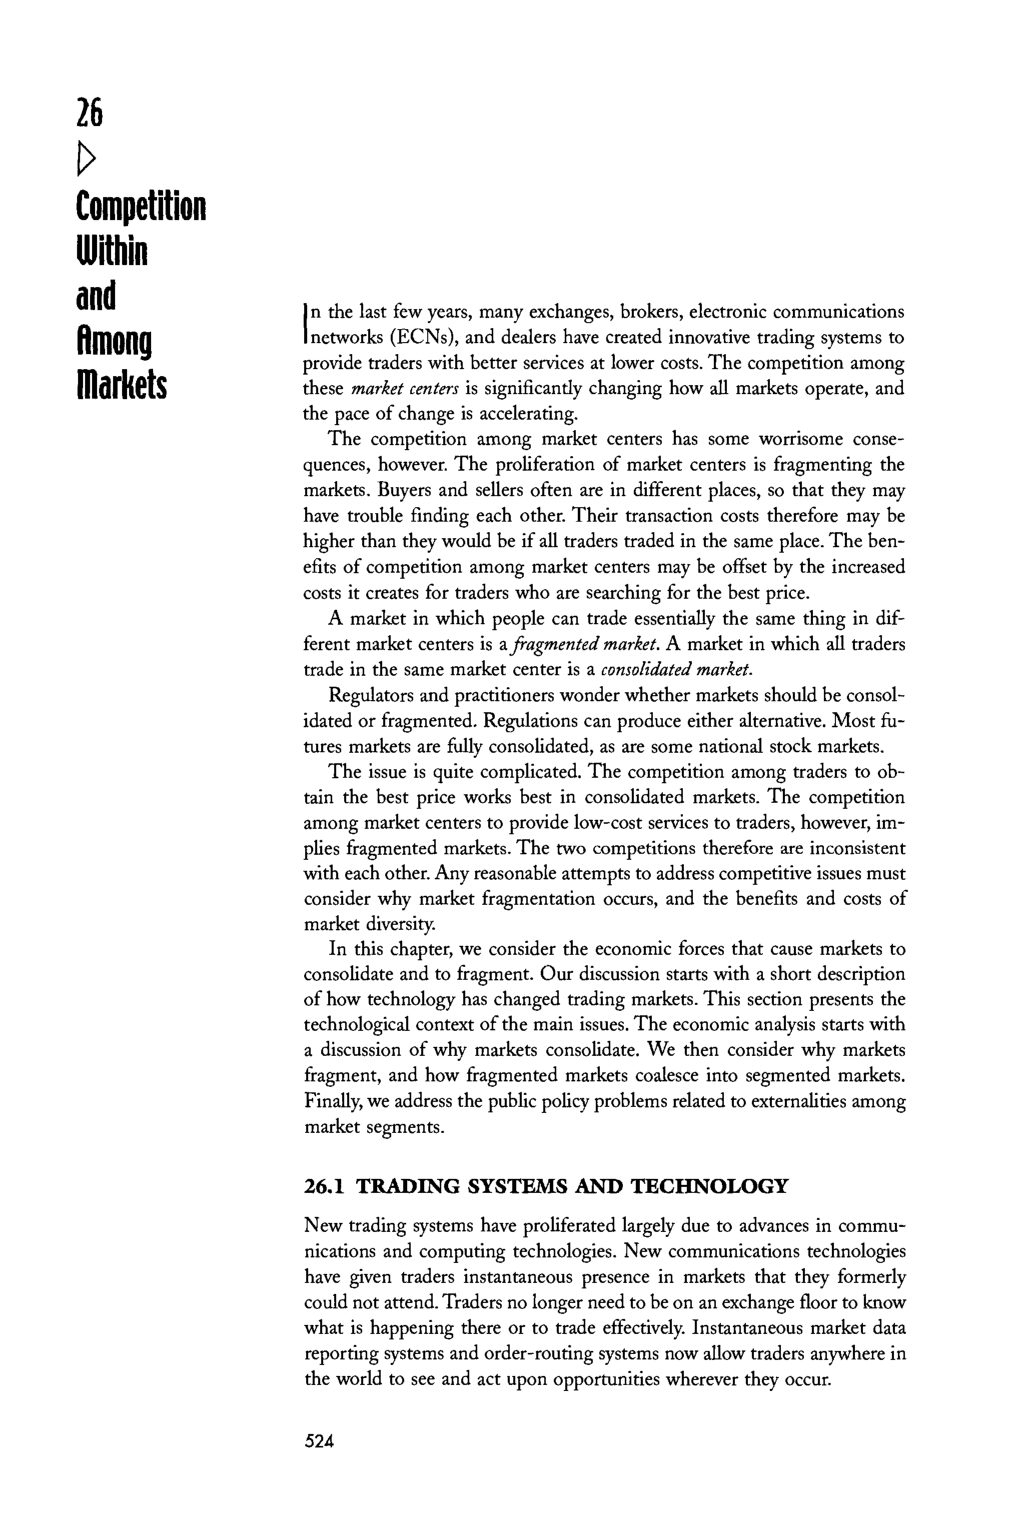 26
Competition
Within
and
Among
Markets
In the last few years, many exchanges, brokers, electronic communications
networks (ECNs), and dealers have created innovative trading systems to
provide traders with better services at lower costs. The competition among
these market centers is significantly changing how all markets operate, and
the pace of change is accelerating.
The competition among market centers has some worrisome conse-
quences, however. The proliferation of market centers is fragmenting the
markets. Buyers and sellers often are in different places, so that they may
have trouble finding each other. Their transaction costs therefore may be
higher than they would be if all traders traded in the same place. The ben-
efits of competition among market centers may be offset by the increased
costs it creates for traders who are searching for the best price.
A market in which people can trade essentially the same thing in dif-
ferent market centers is a fragmented market. A market in which all traders
trade in the same market center is a consolidated market.
Regulators and practitioners wonder whether markets should be consol-
idated or fragmented. Regulations can produce either alternative. Most fu-
tures markets are fully consolidated, as are some national stock markets.
The issue is quite complicated. The competition among traders to ob-
tain the best price works best in consolidated markets. The competition
among market centers to provide low-cost services to traders, however, im-
plies fragmented markets. The two competitions therefore are inconsistent
with each other. Any reasonable attempts to address competitive issues must
consider why market fragmentation occurs, and the benefits and costs of
market diversity.
In this chapter, we consider the economic forces that cause markets to
consolidate and to fragment. Our discussion starts with a short description
of how technology has changed trading markets. This section presents the
technological context of the main issues. The economic analysis starts with
a discussion of why markets consolidate. We then consider why markets
fragment, and how fragmented markets coalesce into segmented markets.
Finally, we address the public policy problems related to externalities among
market segments.
26.1 TRADING SYSTEMS AND TECHNOLOGY
New trading systems have proliferated largely due to advances in commu-
nications and computing technologies. New communications technologies
have given traders instantaneous presence in markets that they formerly
could not attend. Traders no longer need to be on an exchange floor to know
what is happening there or to trade effectively. Instantaneous market data
reporting systems and order-routing systems now allow traders anywhere in
the world to see and act upon opportunities wherever they occur.
524